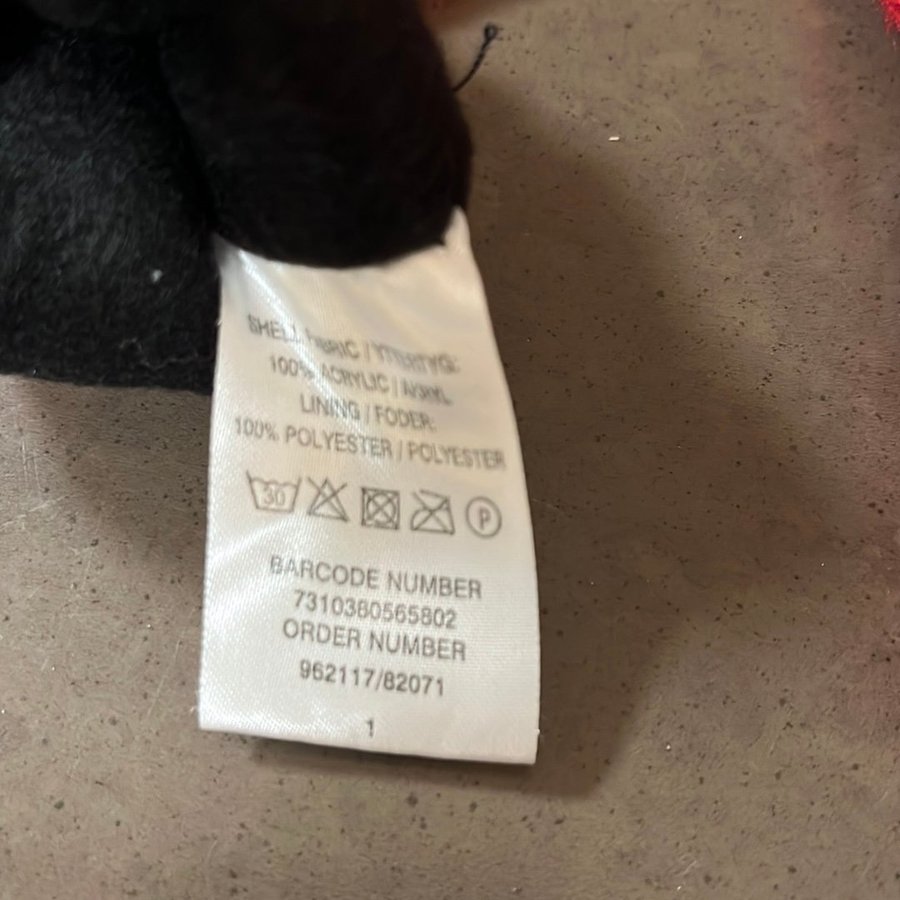 SHELL FABRIC / YTTERTYG:
100% ACRYLIC / AKRYL
LINING / FODER:
100% POLYESTER / POLYESTER
30 P
BARCODE NUMBER
7310380565802
ORDER NUMBER
962117/82071
1